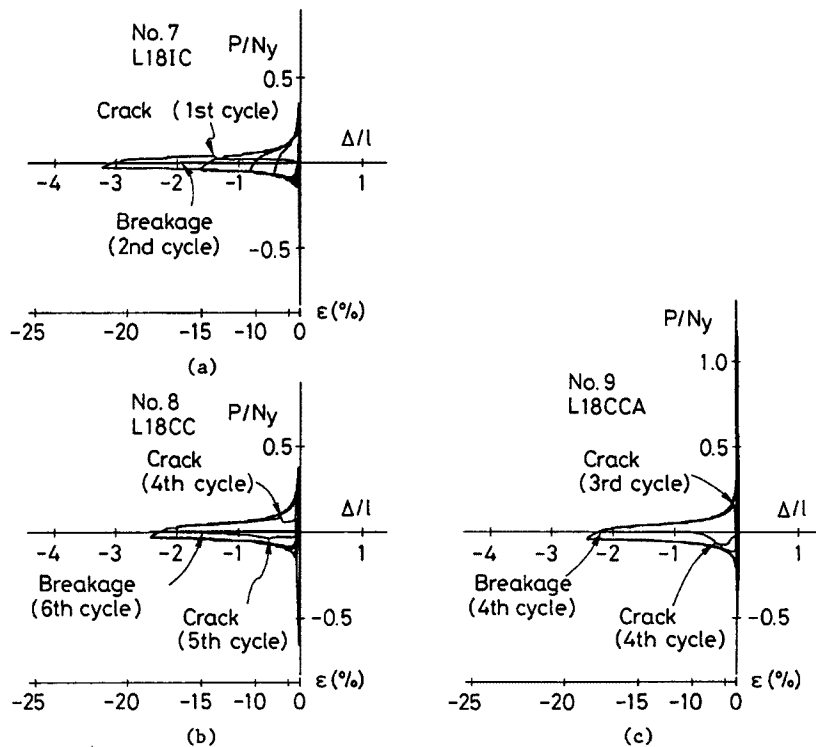 No.7
L18IC
P/Ny
0.5
Crack (1st cycle)
Δ/l
-4 -3 -2 -1 1
Breakage
(2nd cycle)
-0.5
ε(%)
-25 -20 -15 -10 0
(a)
No.8
L18CC
P/Ny
0.5
Crack
(4th cycle)
Δ/l
-4 -3 -2 -1 1
Breakage
(6th cycle)
Crack
(5th cycle)
-0.5
ε(%)
-25 -20 -15 -10 0
(b)
P/Ny
1.0
No.9
L18CCA
0.5
Crack
(3rd cycle)
Δ/l
-4 -3 -2 -1 1
Breakage
(4th cycle)
Crack
(4th cycle)
-0.5
ε(%)
-25 -20 -15 -10 0
(c)